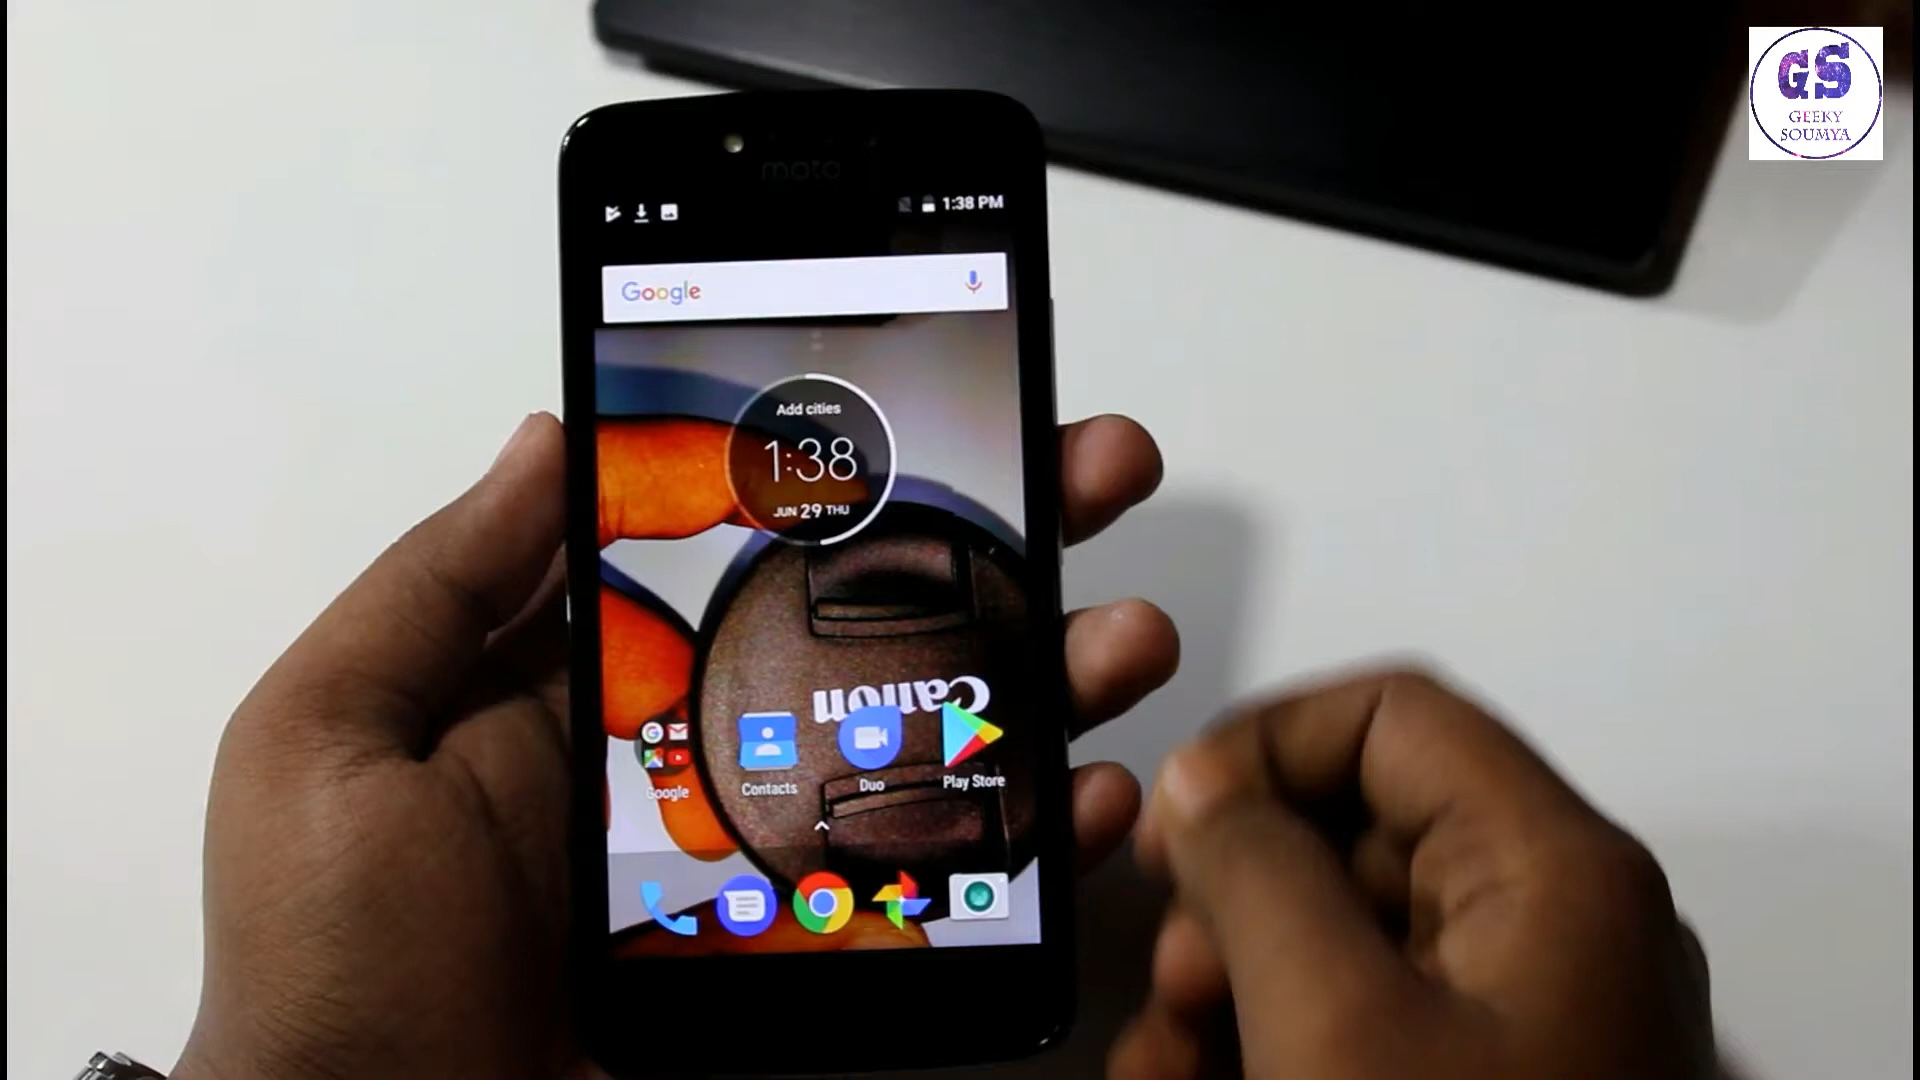 GS
GEEKY
SOUMYA
moto
1:38 PM
Google
Add cities
1:38
JUN 29 THU
Canon
Google
Contacts
Duo
Play Store